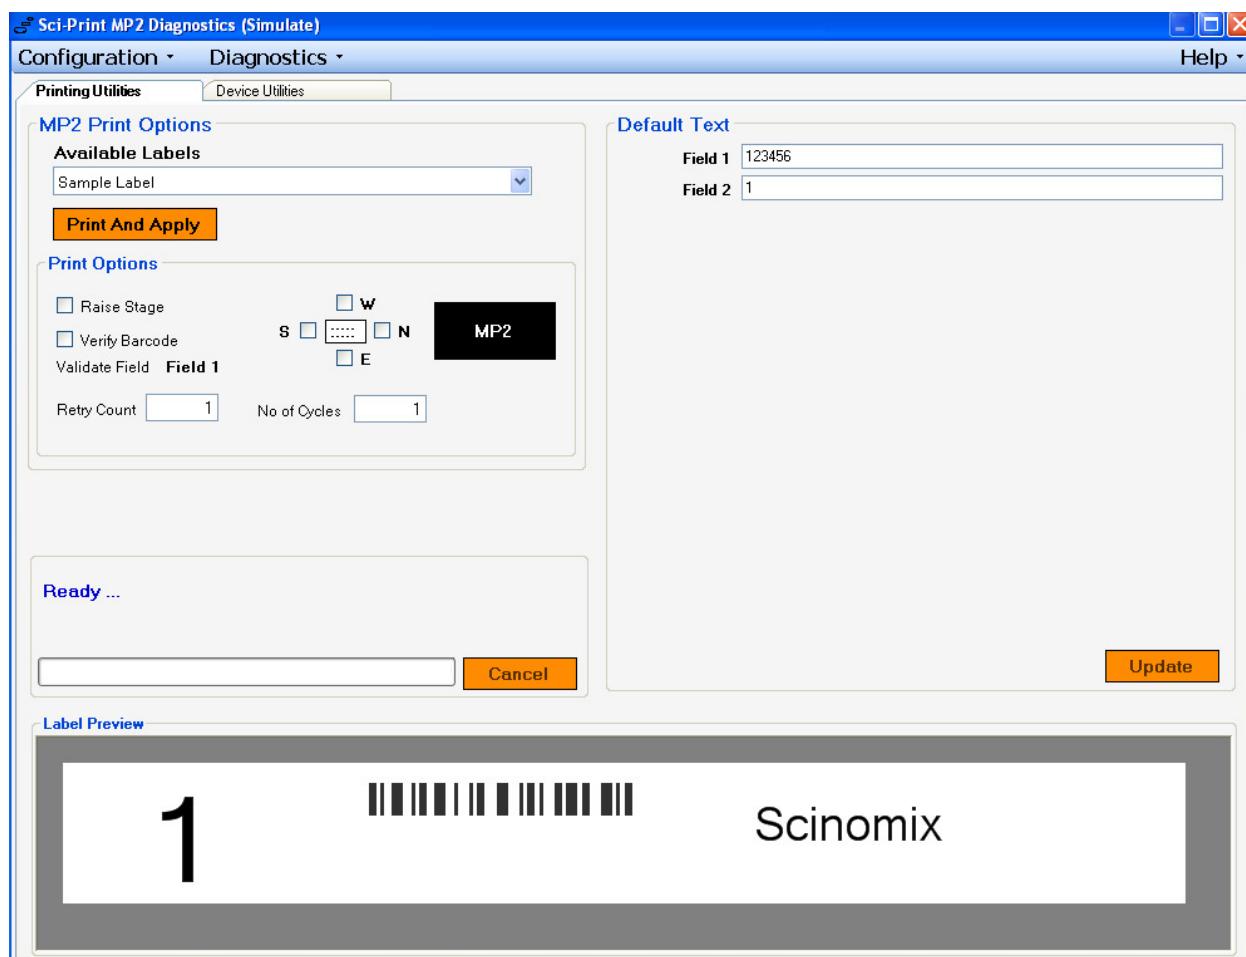 Sci-Print MP2 Diagnostics (Simulate)
Configuration Diagnostics Help
Printing Utilities Device Utilities
MP2 Print Options
Available Labels
Sample Label
Print And Apply
Print Options
Raise Stage
Verify Barcode
Validate Field Field 1
W
S N
E
MP2
Retry Count 1 No of Cycles 1
Default Text
Field 1 123456
Field 2 1
Update
Ready ...
Cancel
Label Preview
1 Scinomix